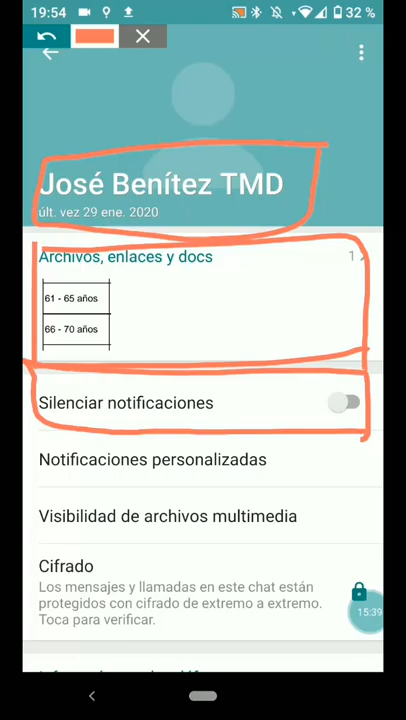 19:54
32 %
José Benítez TMD
últ. vez 29 ene. 2020
Archivos, enlaces y docs
1
61 - 65 años
66 - 70 años
Silenciar notificaciones
Notificaciones personalizadas
Visibilidad de archivos multimedia
Cifrado
Los mensajes y llamadas en este chat están
protegidos con cifrado de extremo a extremo.
Toca para verificar.
15:39